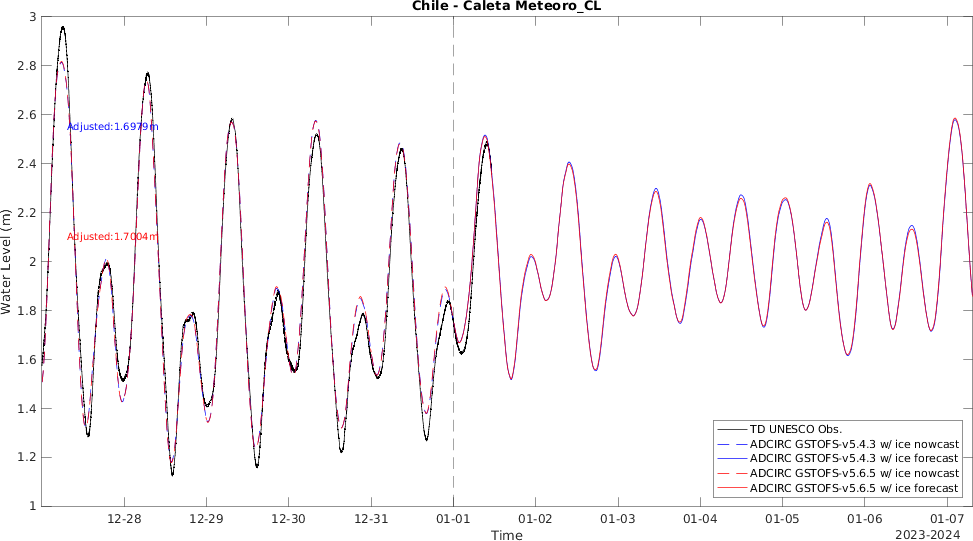 Chile - Caleta Meteoro_CL
3
2.8
2.6
2.4
2.2
2
1.8
1.6
1.4
1.2
1
Water Level (m)
Adjusted:1.6979m
Adjusted:1.7004m
TD UNESCO Obs.
ADCIRC GSTOFS-v5.4.3 w/ ice nowcast
ADCIRC GSTOFS-v5.4.3 w/ ice forecast
ADCIRC GSTOFS-v5.6.5 w/ ice nowcast
ADCIRC GSTOFS-v5.6.5 w/ ice forecast
12-28 12-29 12-30 12-31 01-01 01-02 01-03 01-04 01-05 01-06 01-07
Time
2023-2024